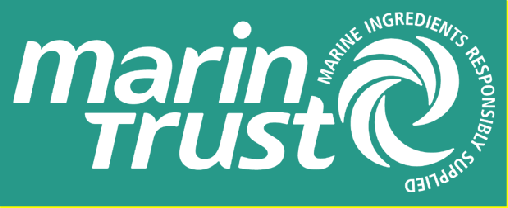 marin
Trust
MARINE INGREDIENTS RESPONSIBLY SUPPLIED